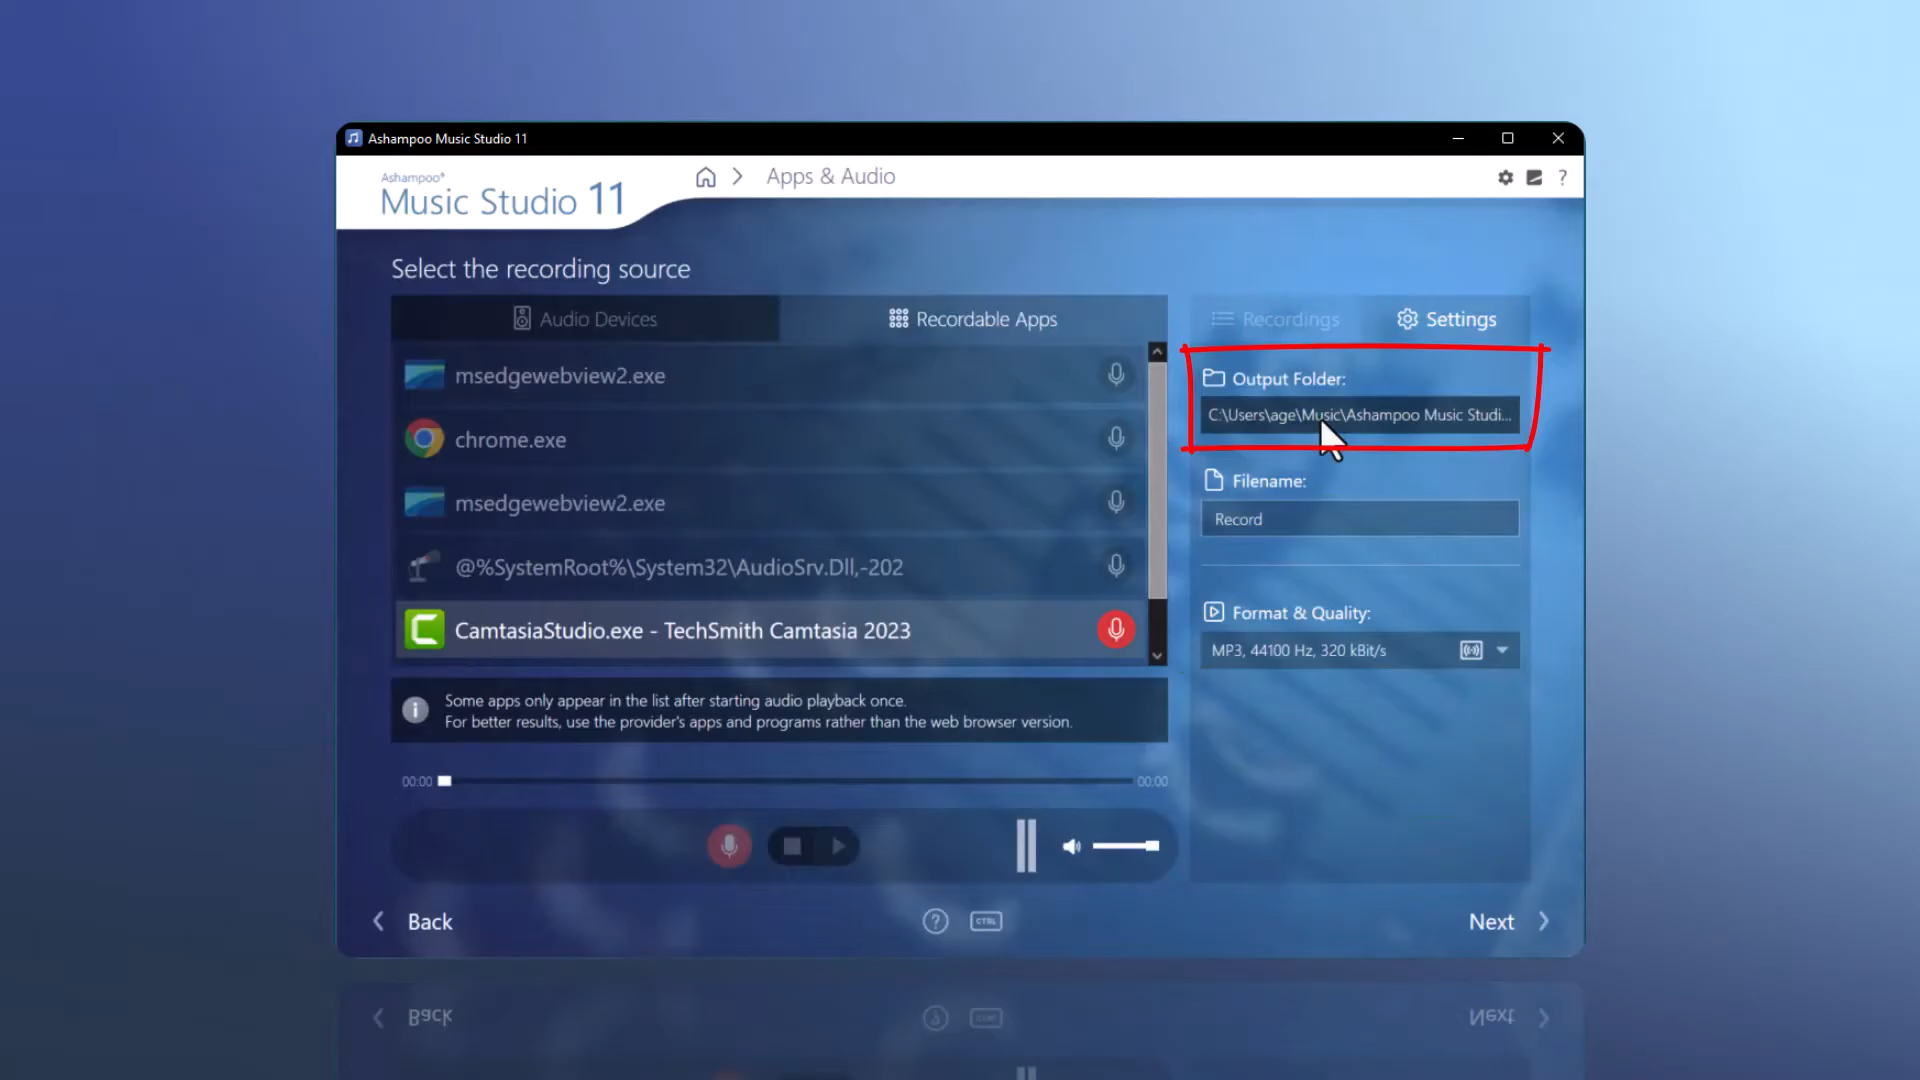 Ashampoo Music Studio 11
Ashampoo®
Music Studio 11
Apps & Audio
?
Select the recording source
Audio Devices
Recordable Apps
Recordings
Settings
msedgewebview2.exe
chrome.exe
msedgewebview2.exe
@%SystemRoot%\System32\AudioSrv.Dll,-202
CamtasiaStudio.exe - TechSmith Camtasia 2023
Output Folder:
C:\Users\age\Music\Ashampoo Music Studi...
Filename:
Record
Format & Quality:
MP3, 44100 Hz, 320 kBit/s
Some apps only appear in the list after starting audio playback once.
For better results, use the provider's apps and programs rather than the web browser version.
00:00
00:00
Back
?
CTRL
Next
Back
Next